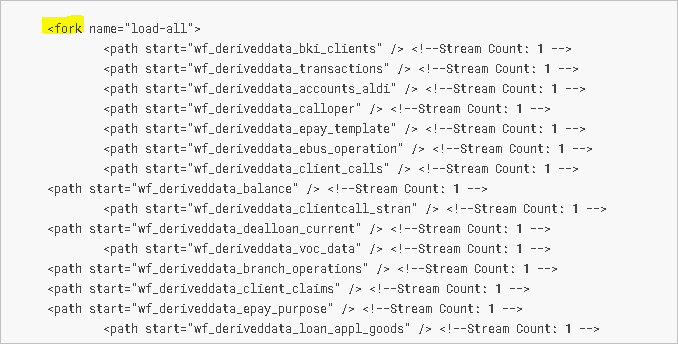 <fork name="load-all">
<path start="wf_deriveddata_bki_clients" /> <!--Stream Count: 1 -->
<path start="wf_deriveddata_transactions" /> <!--Stream Count: 1 -->
<path start="wf_deriveddata_accounts_aldi" /> <!--Stream Count: 1 -->
<path start="wf_deriveddata_calloper" /> <!--Stream Count: 1 -->
<path start="wf_deriveddata_epay_template" /> <!--Stream Count: 1 -->
<path start="wf_deriveddata_ebus_operation" /> <!--Stream Count: 1 -->
<path start="wf_deriveddata_client_calls" /> <!--Stream Count: 1 -->
<path start="wf_deriveddata_balance" /> <!--Stream Count: 1 -->
<path start="wf_deriveddata_clientcall_stran" /> <!--Stream Count: 1 -->
<path start="wf_deriveddata_dealloan_current" /> <!--Stream Count: 1 -->
<path start="wf_deriveddata_voc_data" /> <!--Stream Count: 1 -->
<path start="wf_deriveddata_branch_operations" /> <!--Stream Count: 1 -->
<path start="wf_deriveddata_client_claims" /> <!--Stream Count: 1 -->
<path start="wf_deriveddata_epay_purpose" /> <!--Stream Count: 1 -->
<path start="wf_deriveddata_loan_appl_goods" /> <!--Stream Count: 1 -->